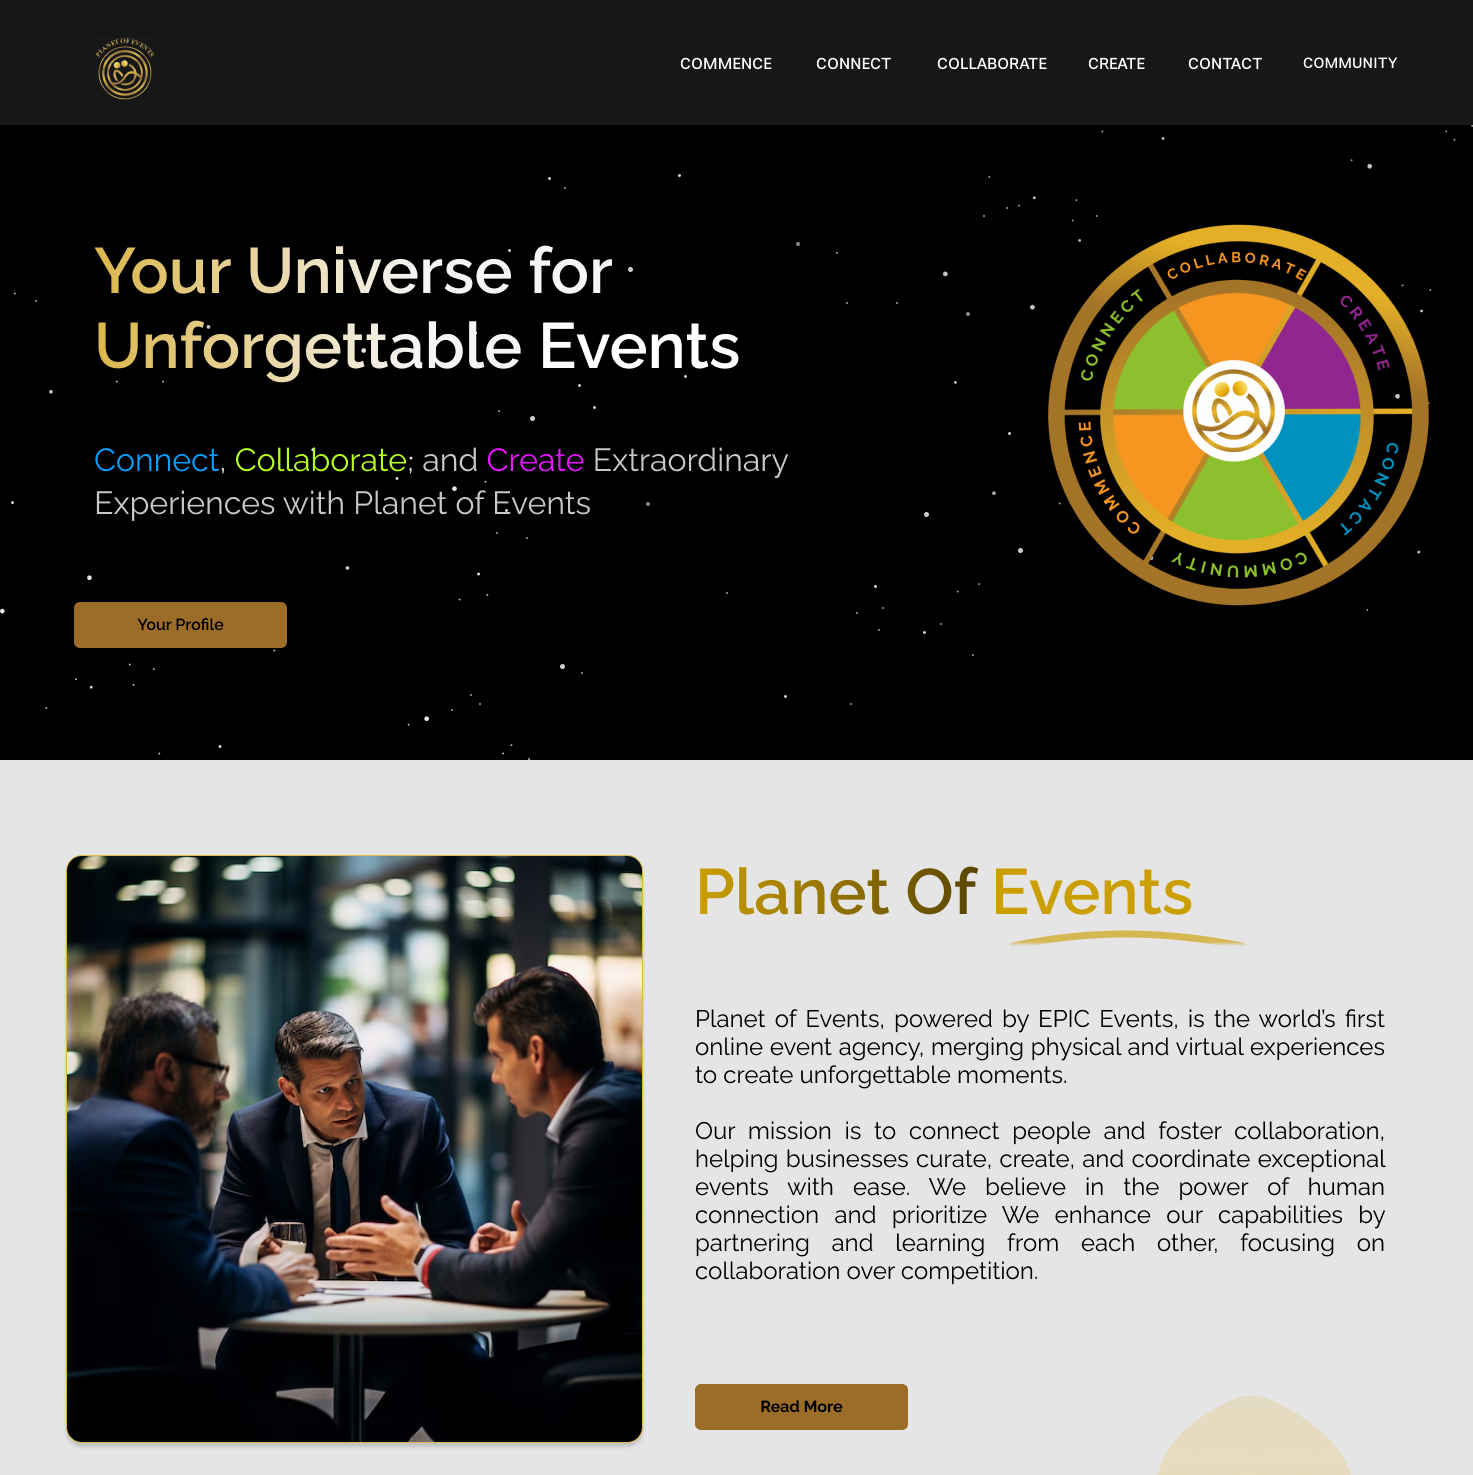 PLANET OF EVENTS
COMMENCE
CONNECT
COLLABORATE
CREATE
CONTACT
COMMUNITY
Your Universe for
Unforgettable Events
Connect, Collaborate, and Create Extraordinary
Experiences with Planet of Events
Your Profile
COLLABORATE
CREATE
CONTACT
COMMUNITY
COMMENCE
CONNECT
Planet Of Events
Planet of Events, powered by EPIC Events, is the world’s first
online event agency, merging physical and virtual experiences
to create unforgettable moments.
Our mission is to connect people and foster collaboration,
helping businesses curate, create, and coordinate exceptional
events with ease. We believe in the power of human
connection and prioritize We enhance our capabilities by
partnering and learning from each other, focusing on
collaboration over competition.
Read More